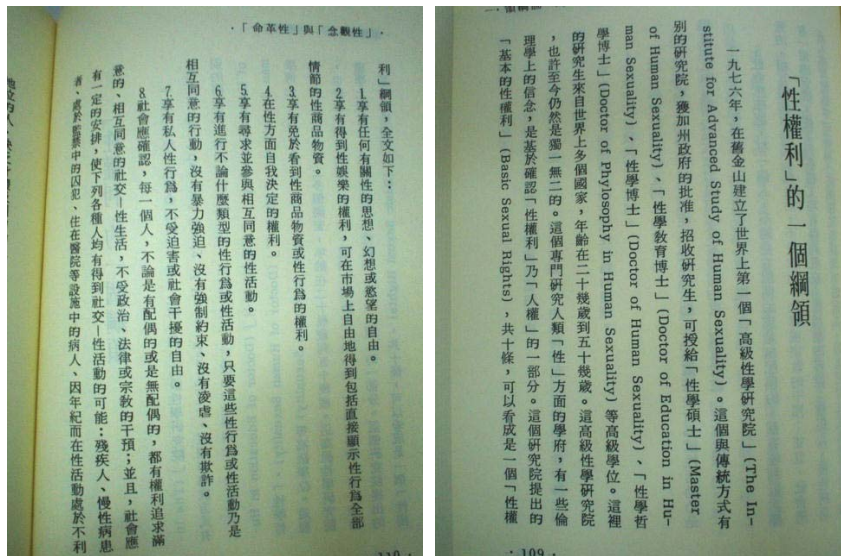 「性權利」的一個綱領
一九七六年，在舊金山建立了世界上第一個「高級性學研究院」(The In-
stitute for Advanced Study of Human Sexuality)。這個與傳統方式有
別的研究院，獲加州政府的批准，招收研究生，可授給「性學碩士」(Master
of Human Sexuality)、「性學敎育博士」(Doctor of Education in Hu-
man Sexuality)、「性學博士」(Doctor of Human Sexuality)、「性學哲
學博士」(Doctor of Phylosophy in Human Sexuality)等高級學位。這裡
的研究生來自世界上多個國家，年齡在二十幾歲到五十幾歲。這高級性學研究院
，也許至今仍然是獨一無二的。這個專門研究人類「性」方面的學府，有一些倫
理學上的信念，是基於確認「性權利」乃「人權」的一部分。這個研究院提出的
「基本的性權利」(Basic Sexual Rights)，共十條，可以看成是一個「性權
·109·
·「性觀念」與「性革命」·
利」綱領，全文如下：
1.享有任何有關性的思想、幻想或慾望的自由。
2.享有得到性娛樂的權利，可在市場上自由地得到包括直接顯示性行爲全部
情節的性商品物資。
3.享有免於看到性商品物資或性行爲的權利。
4.在性方面自我決定的權利。
5.享有尋求並參與相互同意的性活動。
6.享有進行不論什麼類型的性行爲或性活動，只要這些性行爲或性活動乃是
相互同意的行動，沒有暴力強迫、沒有強制約束、沒有凌虐、沒有欺詐。
7.享有私人性行爲，不受迫害或社會干擾的自由。
8.社會應確認，每一個人，不論是有配偶的或是無配偶的，都有權利追求滿
意的、相互同意的社交—性生活，不受政治、法律或宗敎的干預；並且，社會應
有一定的安排，使下列各種人均有得到社交—性活動的可能：殘疾人、慢性病患
者、處於監禁中的囚犯、住在醫院等設施中的病人、因年紀而在性活動處於不利